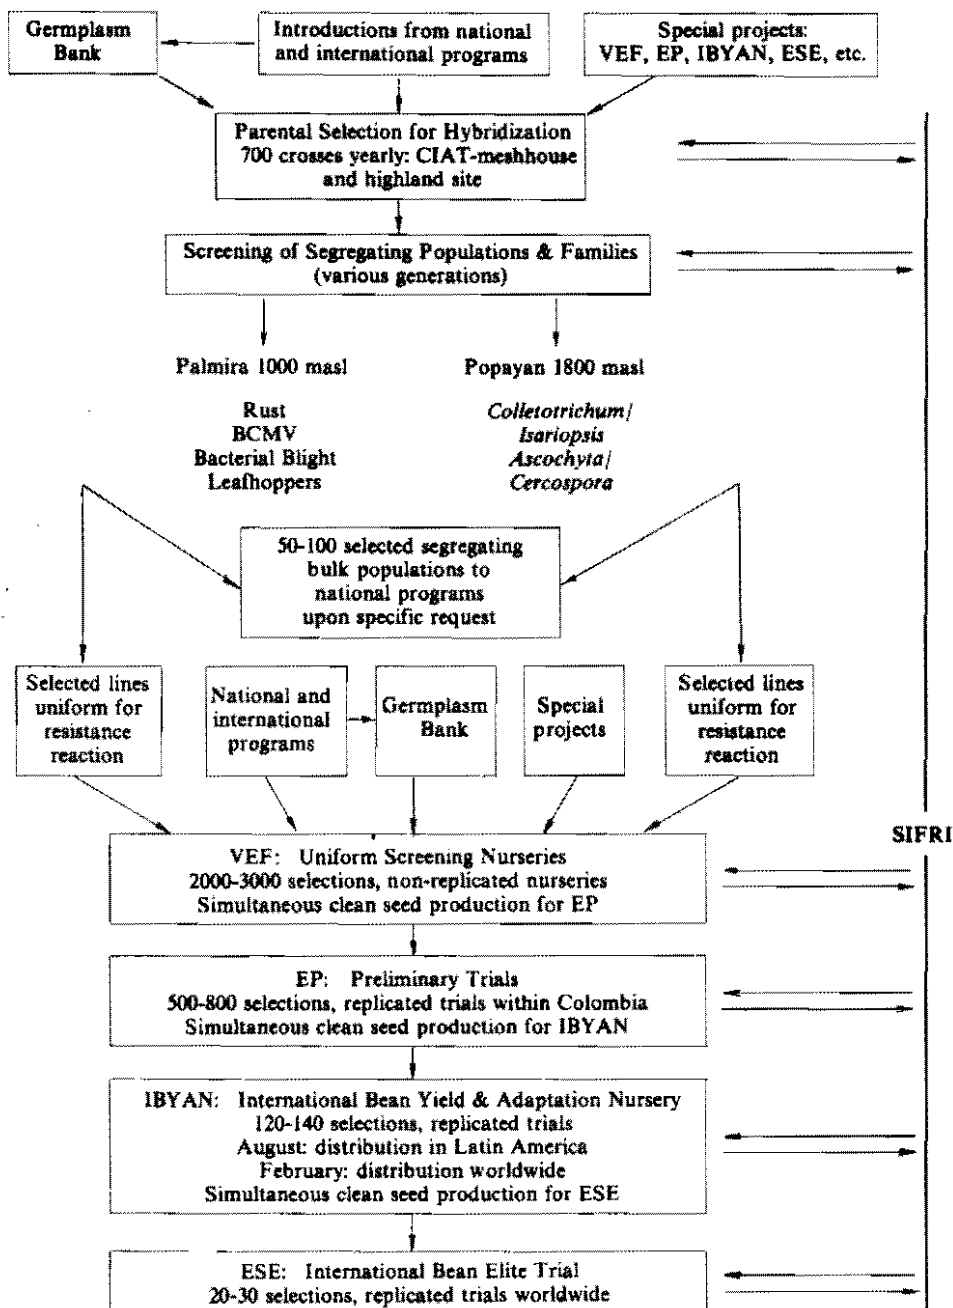 Germplasm
Bank
Introductions from national
and international programs
Special projects:
VEF, EP, IBYAN, ESE, etc.
Parental Selection for Hybridization
700 crosses yearly: CIAT-meshhouse
and highland site
Screening of Segregating Populations & Families
(various generations)
Palmira 1000 masl
Rust
BCMV
Bacterial Blight
Leafhoppers
Popayan 1800 masl
Colletotrichum/
Isariopsis
Ascochyta/
Cercospora
50-100 selected segregating
bulk populations to
national programs
upon specific request
Selected lines
uniform for
resistance
reaction
National and
international
programs
Germplasm
Bank
Special
projects
Selected lines
uniform for
resistance
reaction
SIFRI
VEF: Uniform Screening Nurseries
2000-3000 selections, non-replicated nurseries
Simultaneous clean seed production for EP
EP: Preliminary Trials
500-800 selections, replicated trials within Colombia
Simultaneous clean seed production for IBYAN
IBYAN: International Bean Yield & Adaptation Nursery
120-140 selections, replicated trials
August: distribution in Latin America
February: distribution worldwide
Simultaneous clean seed production for ESE
ESE: International Bean Elite Trial
20-30 selections, replicated trials worldwide